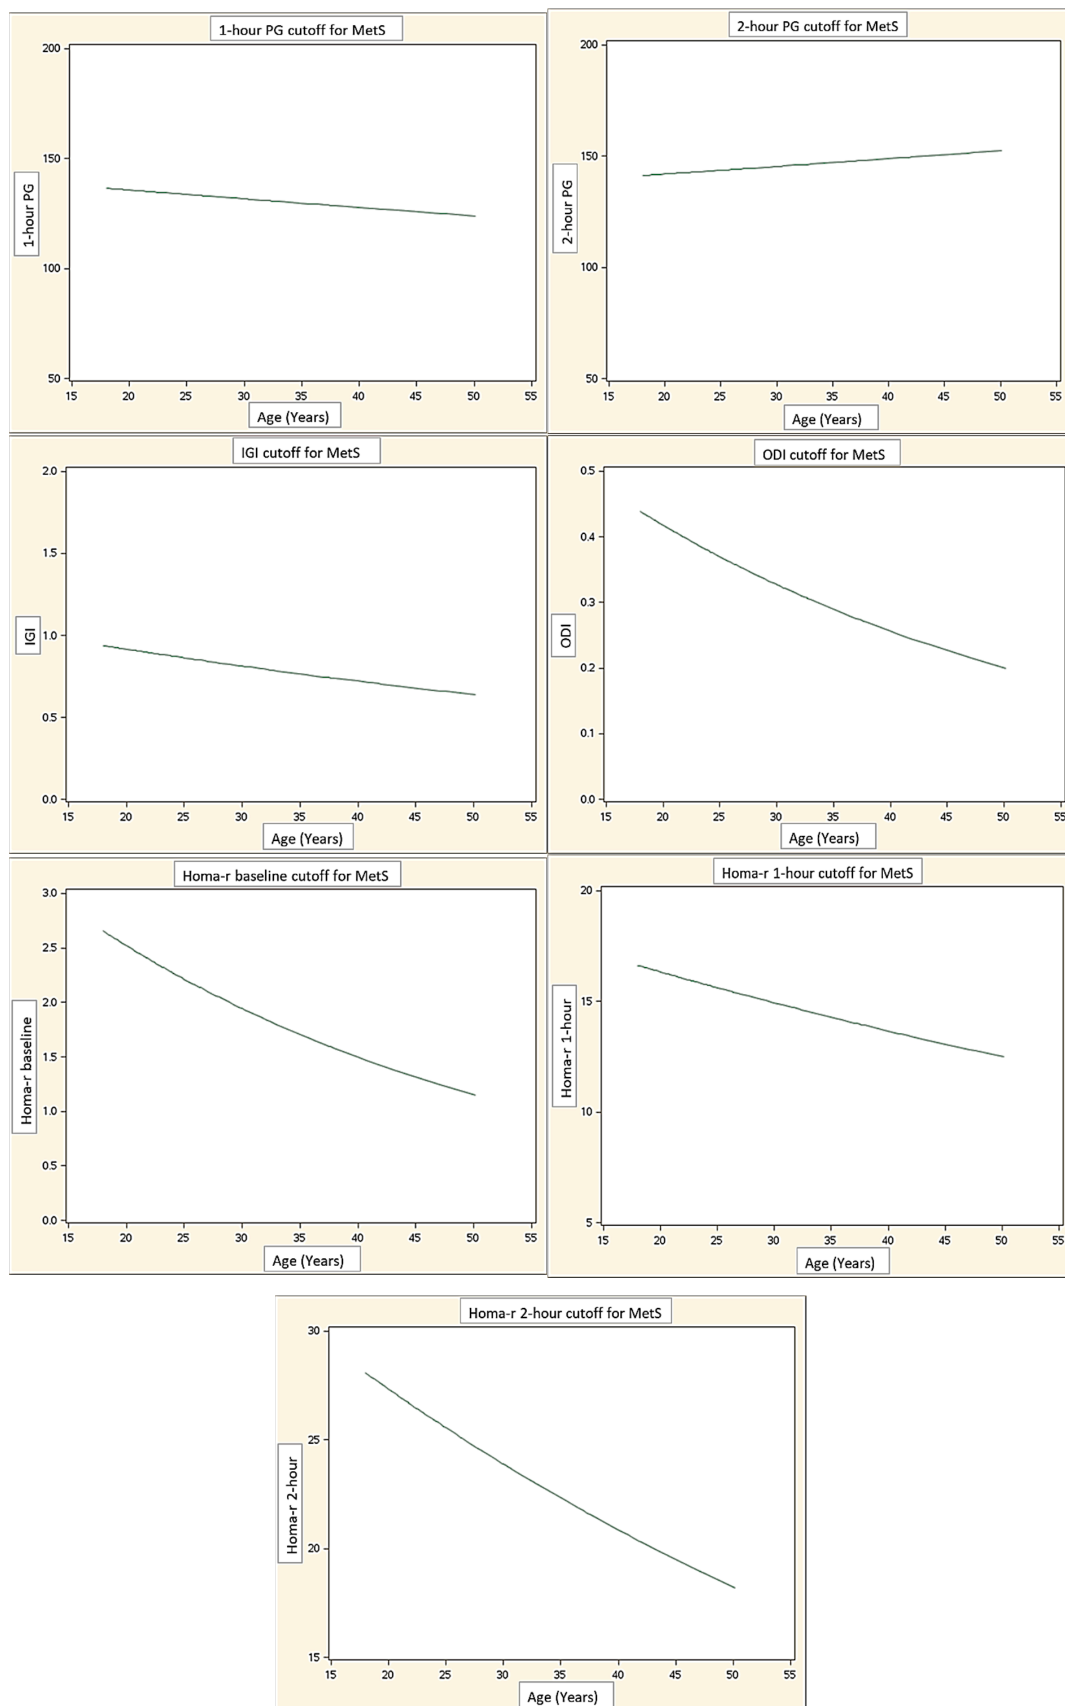 1-hour PG cutoff for MetS
200
150
100
50
1-hour PG
15 20 25 30 35 40 45 50 55
Age (Years)
2-hour PG cutoff for MetS
200
150
100
50
2-hour PG
15 20 25 30 35 40 45 50 55
Age (Years)
IGI cutoff for MetS
2.0
1.5
1.0
0.5
0.0
IGI
15 20 25 30 35 40 45 50 55
Age (Years)
ODI cutoff for MetS
0.5
0.4
0.3
0.2
0.1
0.0
ODI
15 20 25 30 35 40 45 50 55
Age (Years)
Homa-r baseline cutoff for MetS
3.0
2.5
2.0
1.5
1.0
0.5
0.0
Homa-r baseline
15 20 25 30 35 40 45 50 55
Age (Years)
Homa-r 1-hour cutoff for MetS
20
15
10
5
Homa-r 1-hour
15 20 25 30 35 40 45 50 55
Age (Years)
Homa-r 2-hour cutoff for MetS
30
25
20
15
Homa-r 2-hour
15 20 25 30 35 40 45 50 55
Age (Years)